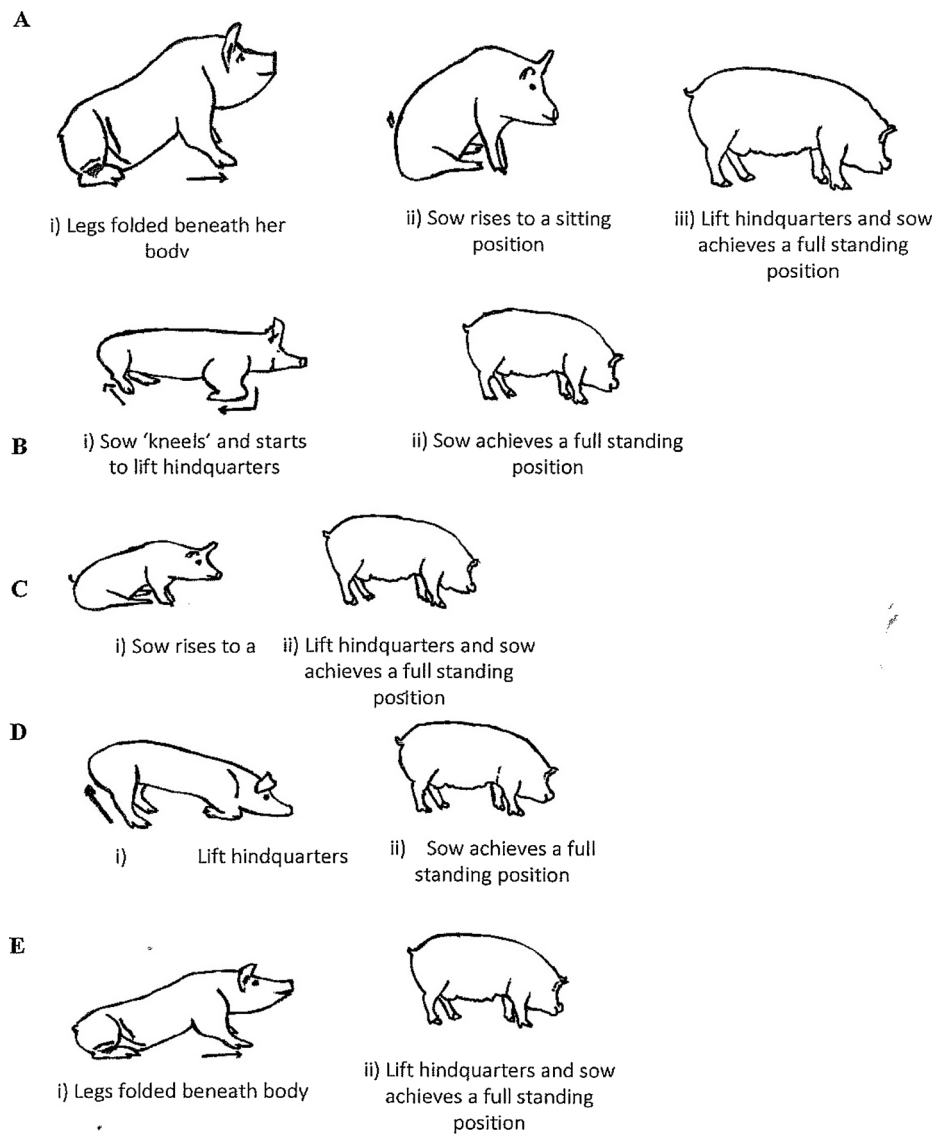 A
i) Legs folded beneath her
body
ii) Sow rises to a sitting
position
iii) Lift hindquarters and sow
achieves a full standing
position
B
i) Sow 'kneels' and starts
to lift hindquarters
ii) Sow achieves a full standing
position
C
i) Sow rises to a
ii) Lift hindquarters and sow
achieves a full standing
position
D
i) Lift hindquarters
ii) Sow achieves a full
standing position
E
i) Legs folded beneath body
ii) Lift hindquarters and sow
achieves a full standing
position